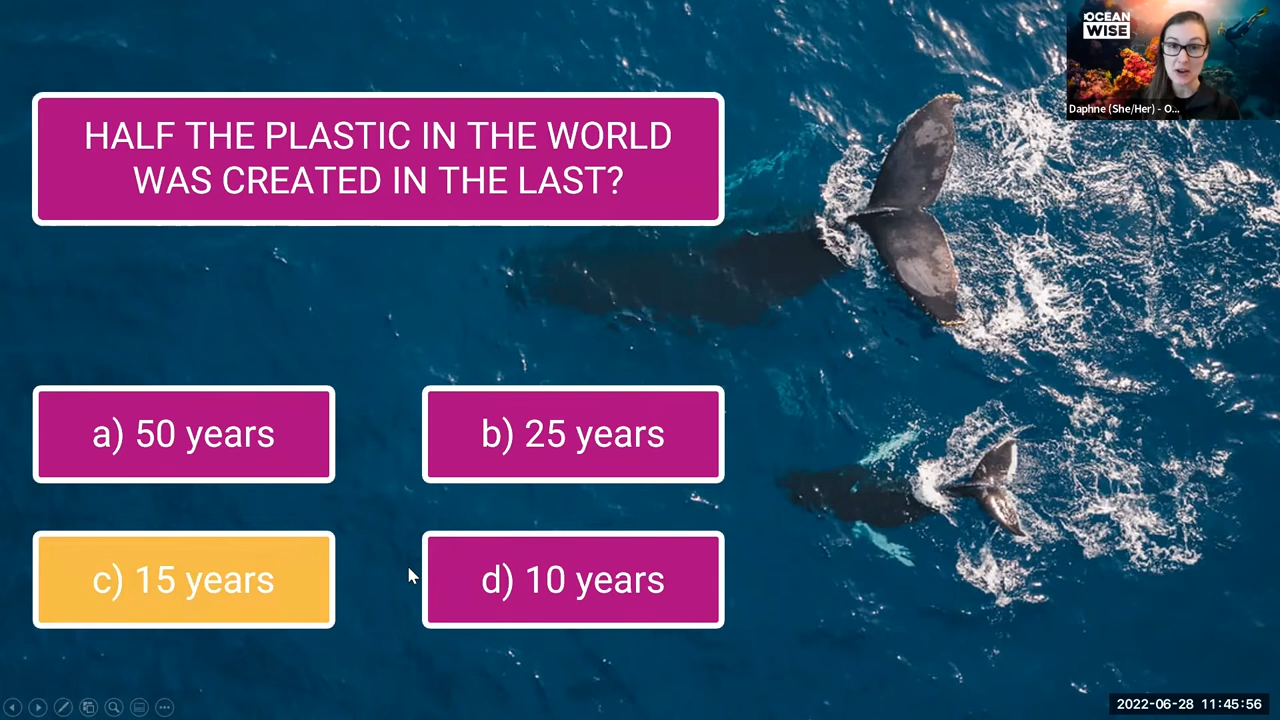 OCEAN
WISE
Daphne (She/Her) - O...
HALF THE PLASTIC IN THE WORLD
WAS CREATED IN THE LAST?
a) 50 years
b) 25 years
c) 15 years
d) 10 years
2022-06-28 11:45:56